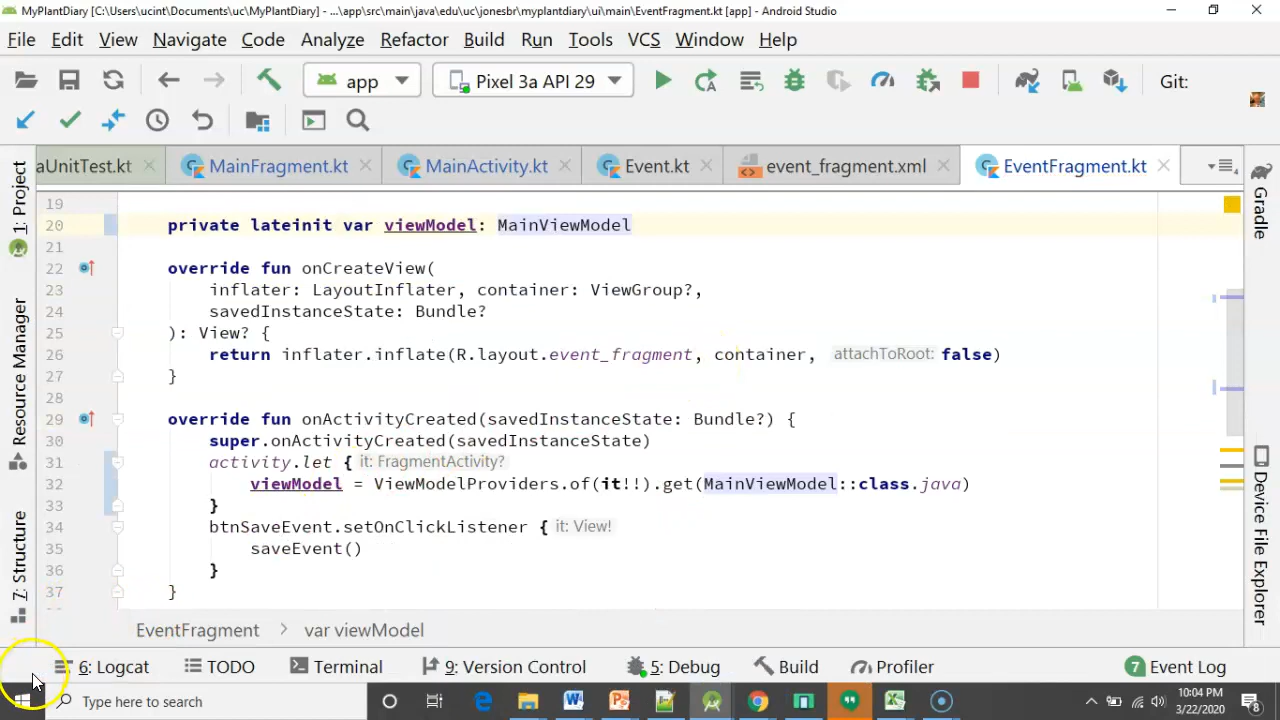 MyPlantDiary [C:\Users\ucint\Documents\uc\MyPlantDiary] - ...\app\src\main\java\edu\uc\jonesbr\myplantdiary\ui\main\EventFragment.kt [app] - Android Studio
File Edit View Navigate Code Analyze Refactor Build Run Tools VCS Window Help
app Pixel 3a API 29 Git:
aUnitTest.kt MainFragment.kt MainActivity.kt Event.kt event_fragment.xml EventFragment.kt
1: Project
Resource Manager
7: Structure
19
20 private lateinit var viewModel: MainViewModel
21
22 override fun onCreateView(
23 inflater: LayoutInflater, container: ViewGroup?,
24 savedInstanceState: Bundle?
25 ): View? {
26 return inflater.inflate(R.layout.event_fragment, container, attachToRoot: false)
27 }
28
29 override fun onActivityCreated(savedInstanceState: Bundle?) {
30 super.onActivityCreated(savedInstanceState)
31 activity.let { it: FragmentActivity?
32 viewModel = ViewModelProviders.of(it!!).get(MainViewModel::class.java)
33 }
34 btnSaveEvent.setOnClickListener { it: View!
35 saveEvent()
36 }
37 }
Gradle
Device File Explorer
EventFragment > var viewModel
6: Logcat TODO Terminal 9: Version Control 5: Debug Build Profiler 7 Event Log
Type here to search
10:04 PM
3/22/2020
8